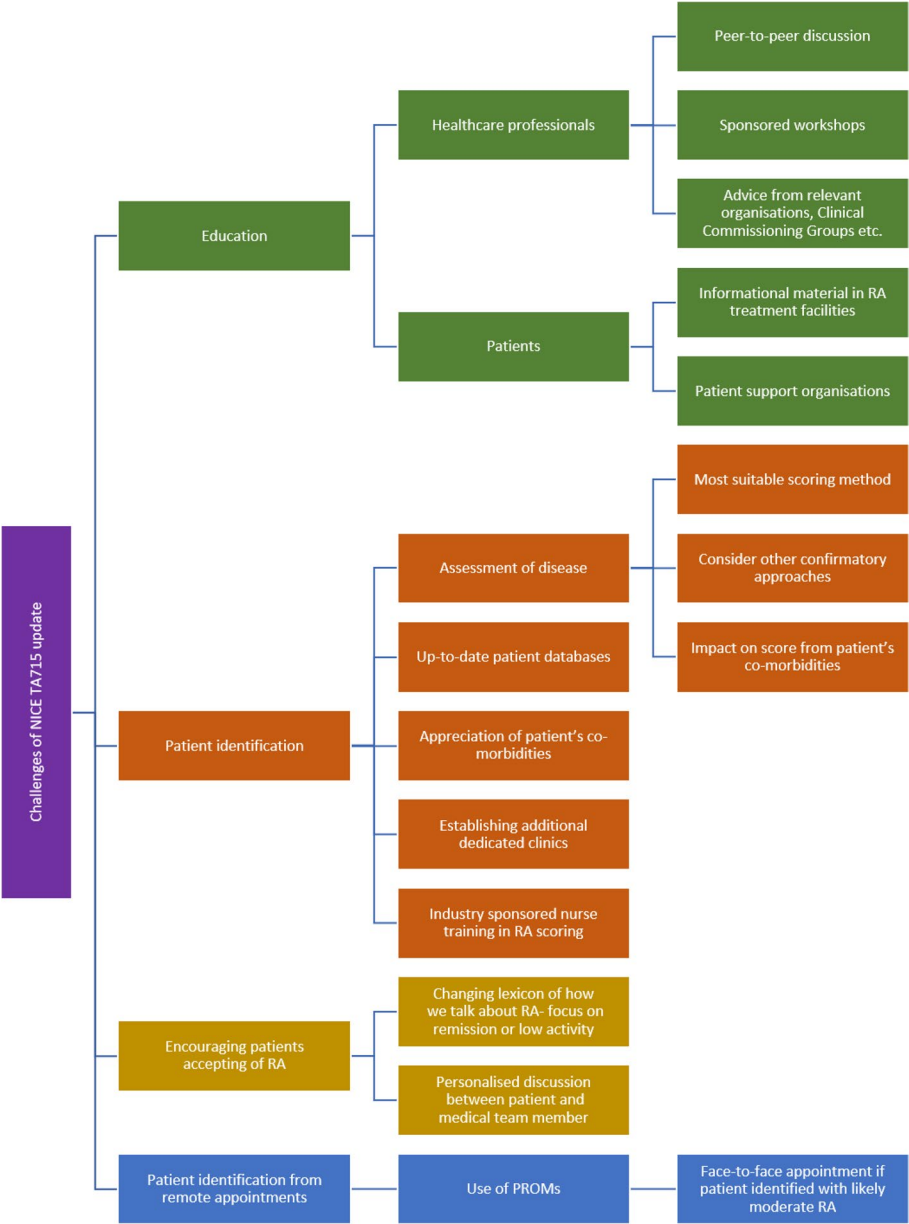 Challenges of NICE TA715 update
Education
Healthcare professionals
Peer-to-peer discussion
Sponsored workshops
Advice from relevant
organisations, Clinical
Commissioning Groups etc.
Patients
Informational material in RA
treatment facilities
Patient support organisations
Patient identification
Assessment of disease
Most suitable scoring method
Consider other confirmatory
approaches
Impact on score from patient’s
co-morbidities
Up-to-date patient databases
Appreciation of patient’s co-
morbidities
Establishing additional
dedicated clinics
Industry sponsored nurse
training in RA scoring
Encouraging patients
accepting of RA
Changing lexicon of how
we talk about RA- focus on
remission or low activity
Personalised discussion
between patient and
medical team member
Patient identification from
remote appointments
Use of PROMs
Face-to-face appointment if
patient identified with likely
moderate RA